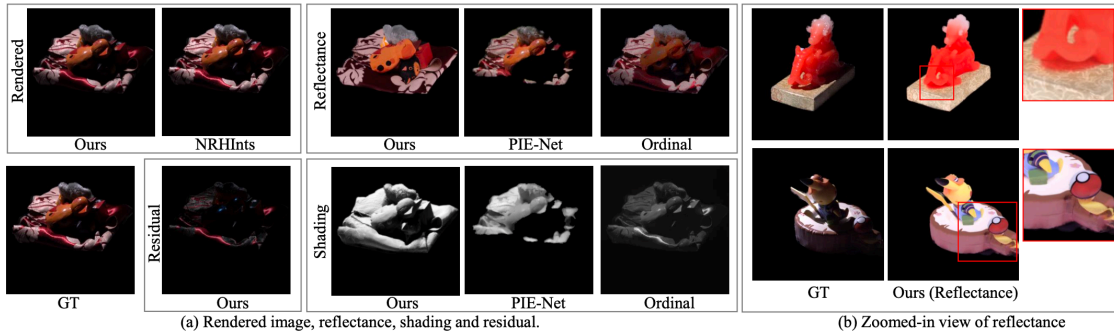 Rendered
Ours
NRHInts
Reflectance
Ours
PIE-Net
Ordinal
GT
Residual
Ours
Shading
Ours
PIE-Net
Ordinal
(a) Rendered image, reflectance, shading and residual.
GT
Ours (Reflectance)
(b) Zoomed-in view of reflectance